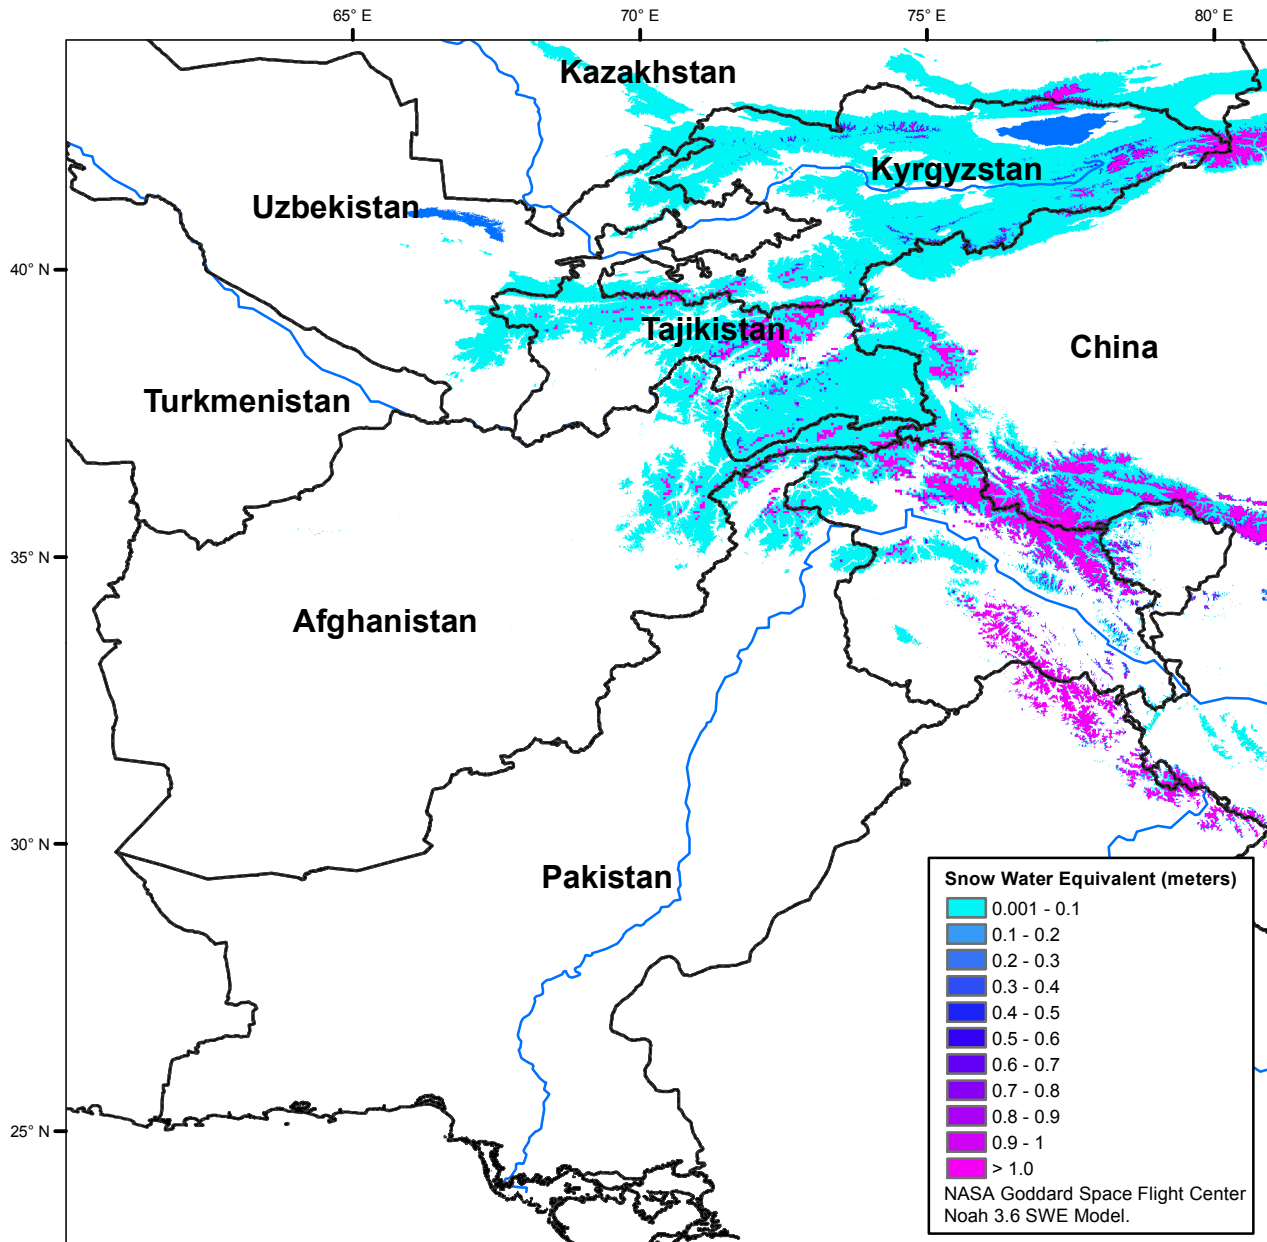 65° E
70° E
75° E
80° E
Kazakhstan
Kyrgyzstan
Uzbekistan
40° N
Tajikistan
China
Turkmenistan
35° N
Afghanistan
30° N
Pakistan
25° N
Snow Water Equivalent (meters)
0.001 - 0.1
0.1 - 0.2
0.2 - 0.3
0.3 - 0.4
0.4 - 0.5
0.5 - 0.6
0.6 - 0.7
0.7 - 0.8
0.8 - 0.9
0.9 - 1
> 1.0
NASA Goddard Space Flight Center
Noah 3.6 SWE Model.